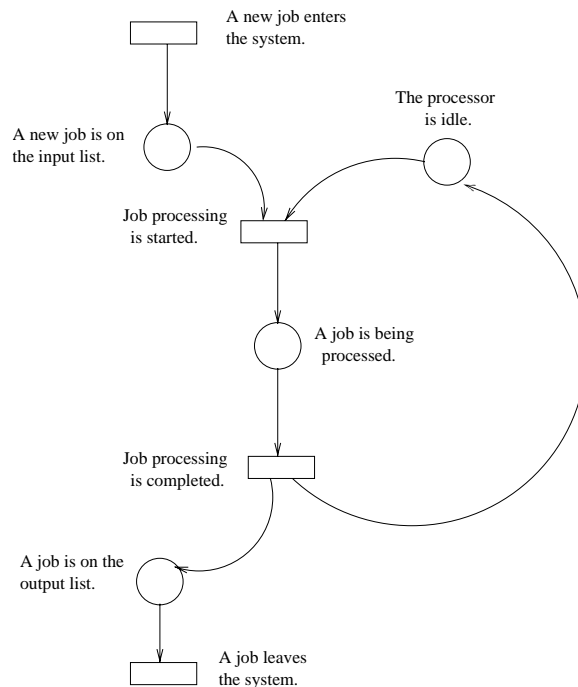 A new job enters
the system.
The processor
is idle.
A new job is on
the input list.
Job processing
is started.
A job is being
processed.
Job processing
is completed.
A job is on the
output list.
A job leaves
the system.